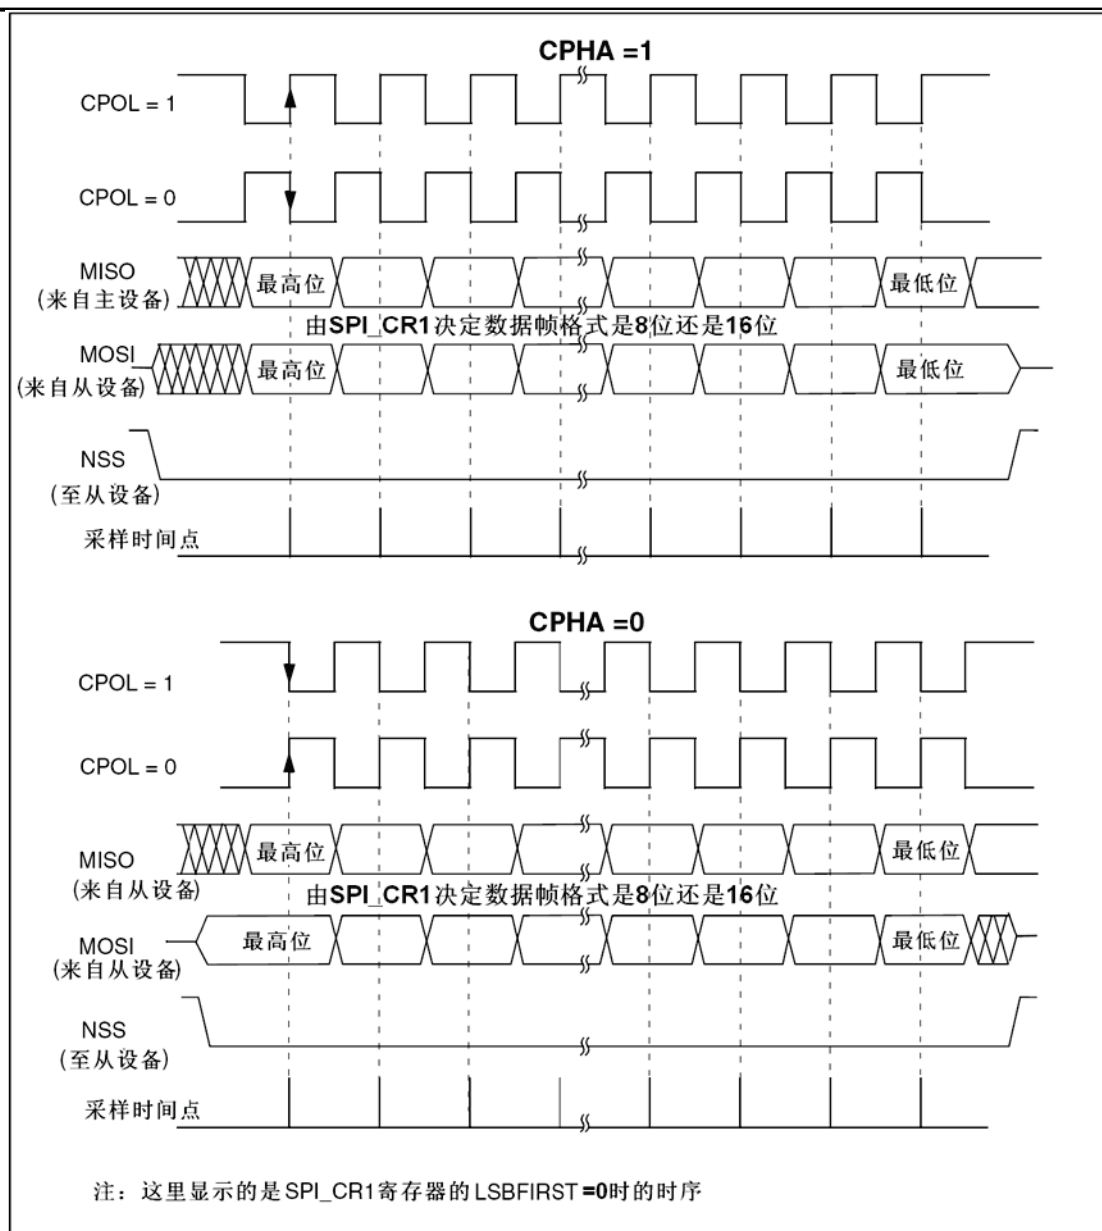 CPHA =1
CPOL = 1
CPOL = 0
MISO
(来自主设备)
最高位
最低位
由SPI_CR1决定数据帧格式是8位还是16位
MOSI
(来自从设备)
最高位
最低位
NSS
(至从设备)
采样时间点
CPHA =0
CPOL = 1
CPOL = 0
MISO
(来自从设备)
最高位
最低位
由SPI_CR1决定数据帧格式是8位还是16位
MOSI
(来自从设备)
最高位
最低位
NSS
(至从设备)
采样时间点
注：这里显示的是SPI_CR1寄存器的LSBFIRST=0时的时序